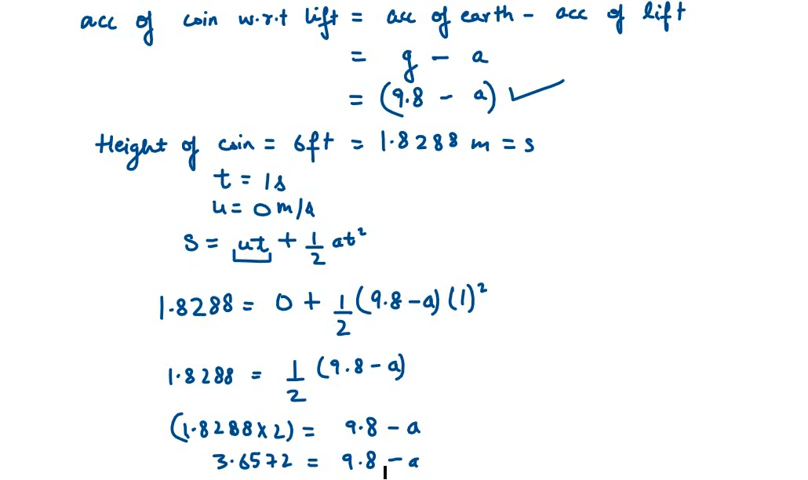 acc of coin w.r.t lift = acc of earth - acc of lift
= g - a
= (9.8 - a) ✓
Height of coin = 6ft = 1.8288 m = s
t = 1s
u = 0 m/s
s = ut + 1/2 at²
1.8288 = 0 + 1/2 (9.8 - a) (1)²
1.8288 = 1/2 (9.8 - a)
(1.8288 x 2) = 9.8 - a
3.6572 = 9.8 - a